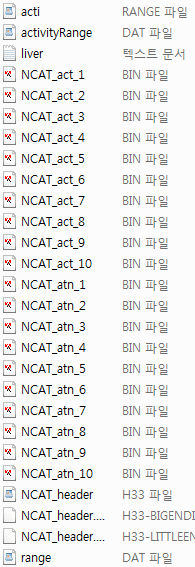 acti RANGE 파일
activityRange DAT 파일
liver 텍스트 문서
NCAT_act_1 BIN 파일
NCAT_act_2 BIN 파일
NCAT_act_3 BIN 파일
NCAT_act_4 BIN 파일
NCAT_act_5 BIN 파일
NCAT_act_6 BIN 파일
NCAT_act_7 BIN 파일
NCAT_act_8 BIN 파일
NCAT_act_9 BIN 파일
NCAT_act_10 BIN 파일
NCAT_atn_1 BIN 파일
NCAT_atn_2 BIN 파일
NCAT_atn_3 BIN 파일
NCAT_atn_4 BIN 파일
NCAT_atn_5 BIN 파일
NCAT_atn_6 BIN 파일
NCAT_atn_7 BIN 파일
NCAT_atn_8 BIN 파일
NCAT_atn_9 BIN 파일
NCAT_atn_10 BIN 파일
NCAT_header H33 파일
NCAT_header.... H33-BIGENDI
NCAT_header.... H33-LITTLEEN
range DAT 파일